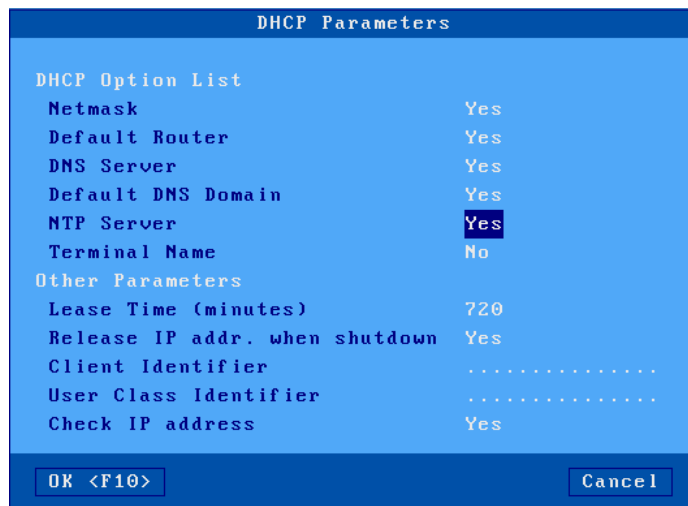 DHCP Parameters
DHCP Option List
Netmask Yes
Default Router Yes
DNS Server Yes
Default DNS Domain Yes
NTP Server Yes
Terminal Name No
Other Parameters
Lease Time (minutes) 720
Release IP addr. when shutdown Yes
Client Identifier ...............
User Class Identifier ...............
Check IP address Yes
OK <F10> Cancel